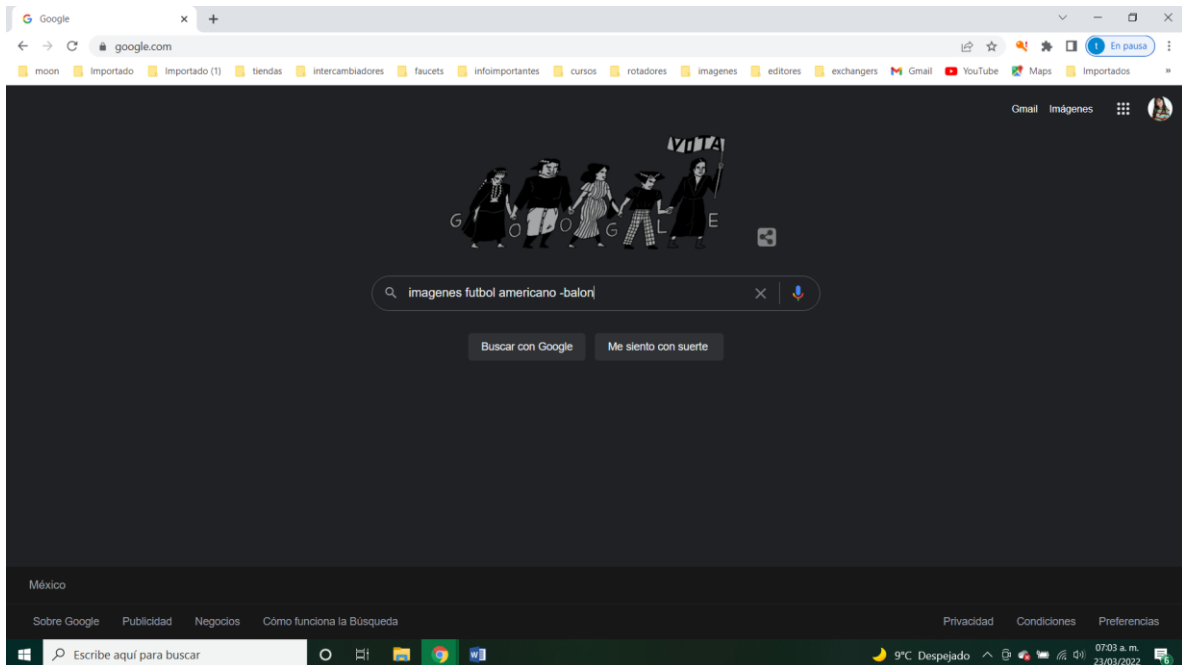 Google
google.com
En pausa
moon Importado Importado (1) tiendas intercambiadores faucets infoimportantes cursos rotadores imagenes editores exchangers Gmail YouTube Maps Importados »
Gmail Imágenes
VOTA
G O O G L E
imagenes futbol americano -balon
Buscar con Google Me siento con suerte
México
Sobre Google Publicidad Negocios Cómo funciona la Búsqueda Privacidad Condiciones Preferencias
Escribe aquí para buscar 9°C Despejado 07:03 a. m.
23/03/2022 6